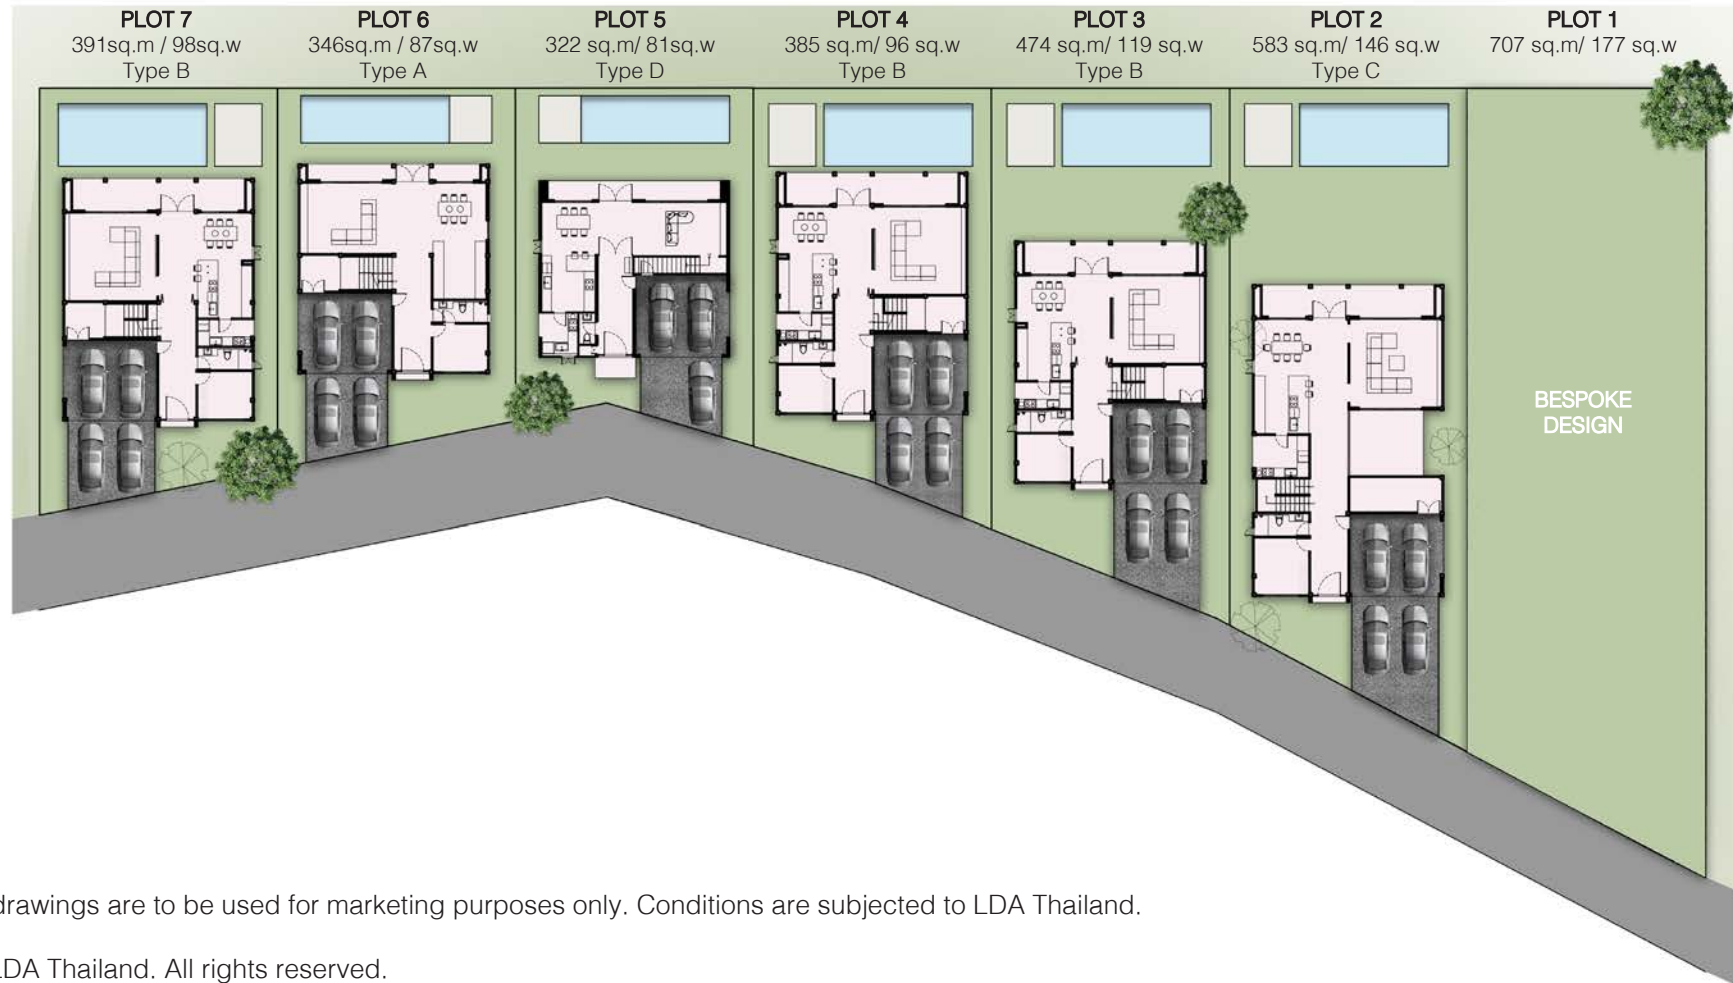 PLOT 7
391sq.m / 98sq.w
Type B
PLOT 6
346sq.m / 87sq.w
Type A
PLOT 5
322 sq.m/ 81sq.w
Type D
PLOT 4
385 sq.m/ 96 sq.w
Type B
PLOT 3
474 sq.m/ 119 sq.w
Type B
PLOT 2
583 sq.m/ 146 sq.w
Type C
PLOT 1
707 sq.m/ 177 sq.w
BESPOKE
DESIGN
drawings are to be used for marketing purposes only. Conditions are subjected to LDA Thailand.
LDA Thailand. All rights reserved.